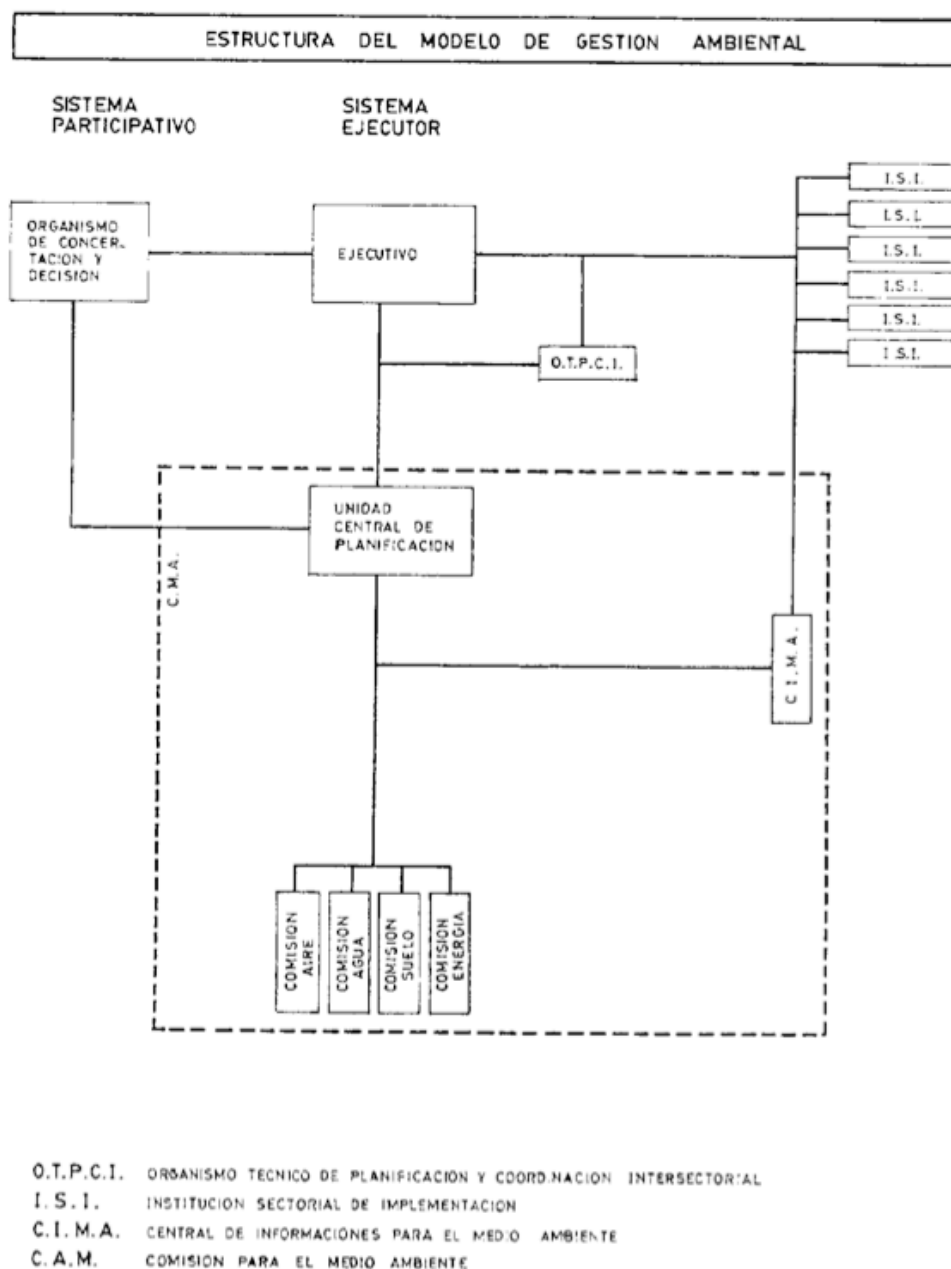 ESTRUCTURA DEL MODELO DE GESTION AMBIENTAL
SISTEMA
PARTICIPATIVO
SISTEMA
EJECUTOR
ORGANISMO
DE CONCER-
TACION Y
DECISION
EJECUTIVO
I.S.I.
I.S.I.
I.S.I.
I.S.I.
I.S.I.
I.S.I.
O.T.P.C.I.
UNIDAD
CENTRAL DE
PLANIFICACION
C.M.A.
C.I.M.A.
COMISION
AIRE
COMISION
AGUA
COMISION
SUELO
COMISION
ENERGIA
O.T.P.C.I. ORGANISMO TECNICO DE PLANIFICACION Y COORDINACION INTERSECTORIAL
I.S.I. INSTITUCION SECTORIAL DE IMPLEMENTACION
C.I.M.A. CENTRAL DE INFORMACIONES PARA EL MEDIO AMBIENTE
C.A.M. COMISION PARA EL MEDIO AMBIENTE